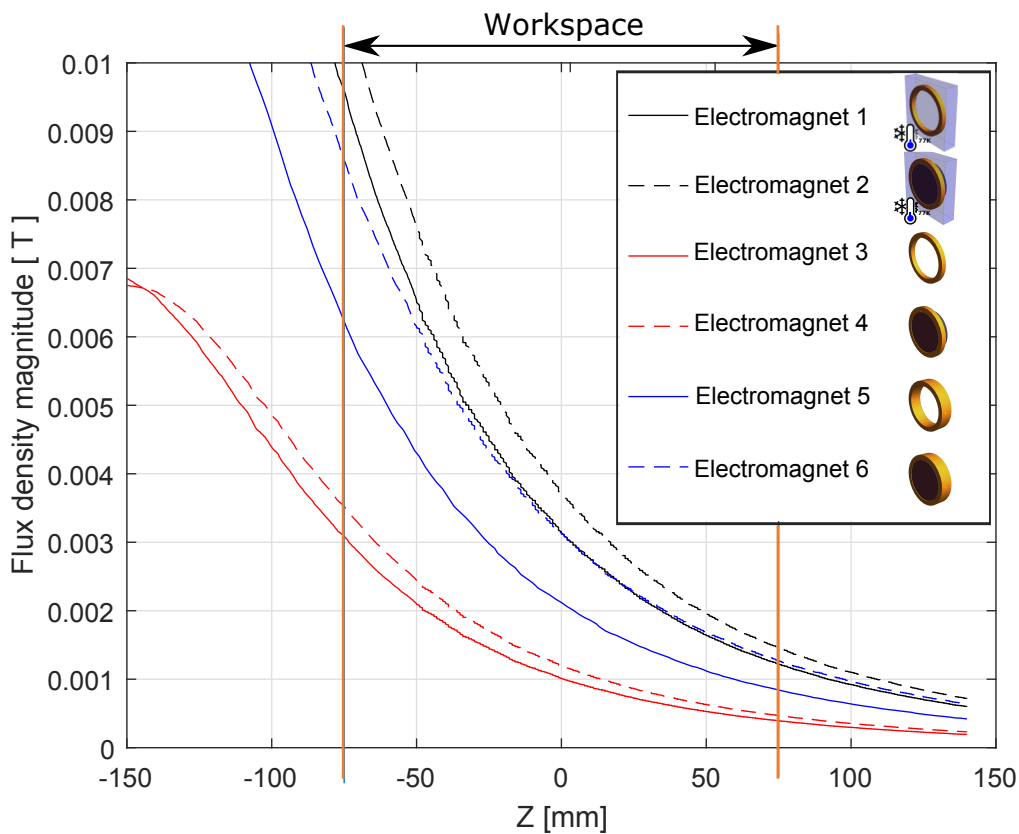 Workspace
0.01
0.009
0.008
0.007
0.006
0.005
0.004
0.003
0.002
0.001
0
Flux density magnitude [ T ]
-150
-100
-50
0
50
100
150
Z [mm]
Electromagnet 1
77K
Electromagnet 2
77K
Electromagnet 3
Electromagnet 4
Electromagnet 5
Electromagnet 6